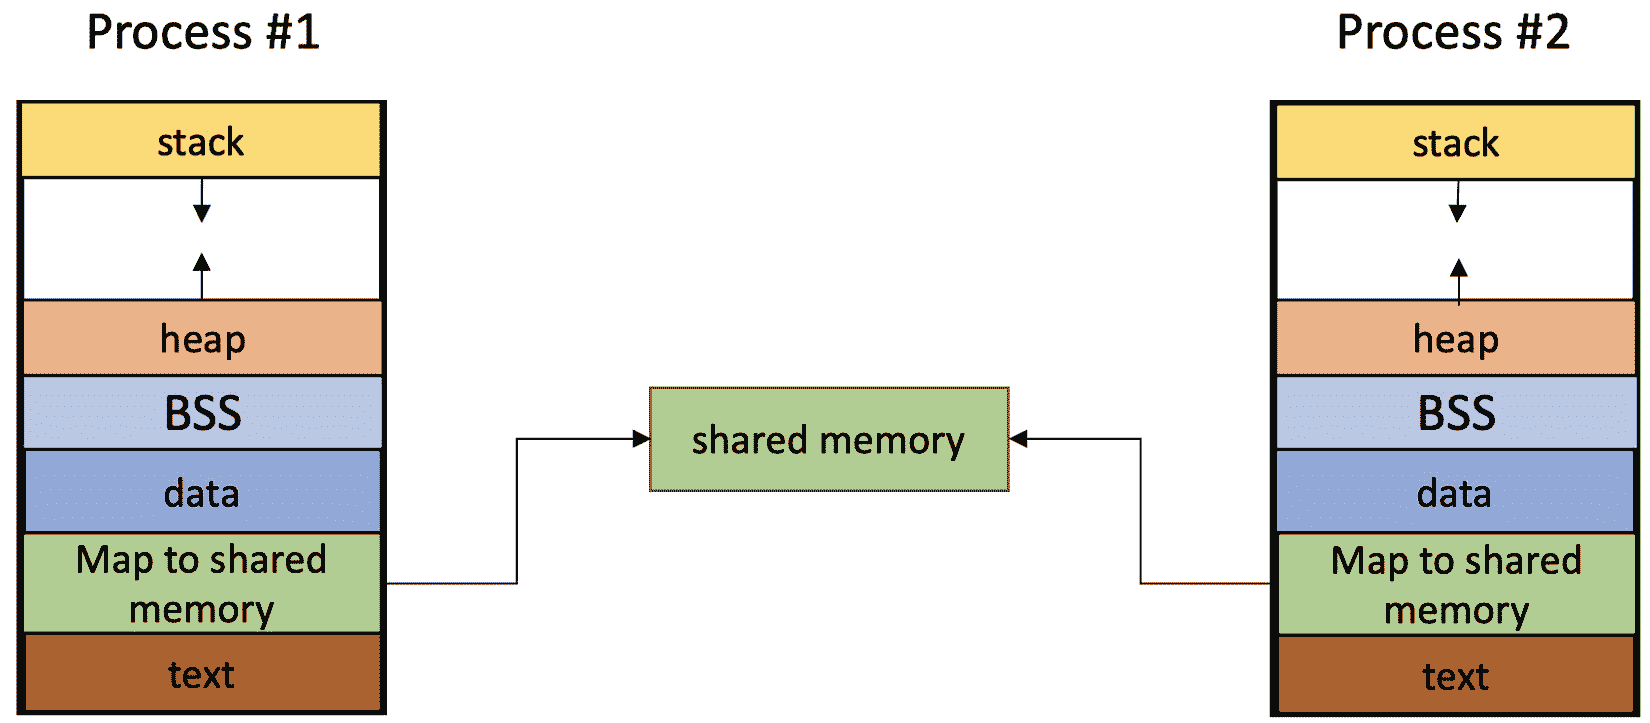 Process #1
stack
heap
BSS
data
Map to shared
memory
text
shared memory
Process #2
stack
heap
BSS
data
Map to shared
memory
text